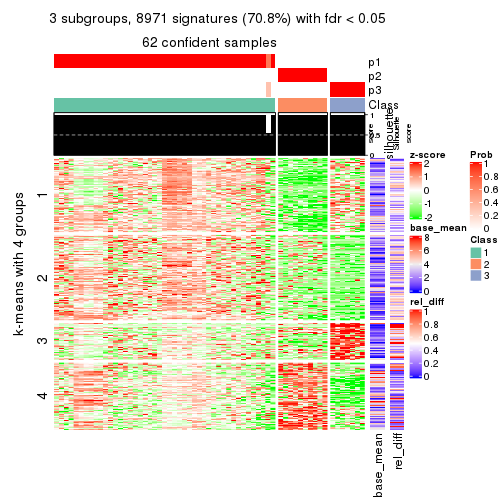 3 subgroups, 8971 signatures (70.8%) with fdr < 0.05
62 confident samples
p1
p2
p3
Class
1
0.5
0
silhouette
score
Silhouette
score
score
k-means with 4 groups
1
2
3
4
base_mean
rel_diff
z-score
2
1
0
-1
-2
base_mean
8
6
4
2
0
rel_diff
1
0.8
0.6
0.4
0.2
0
Prob
1
0.8
0.6
0.4
0.2
0
Class
1
2
3